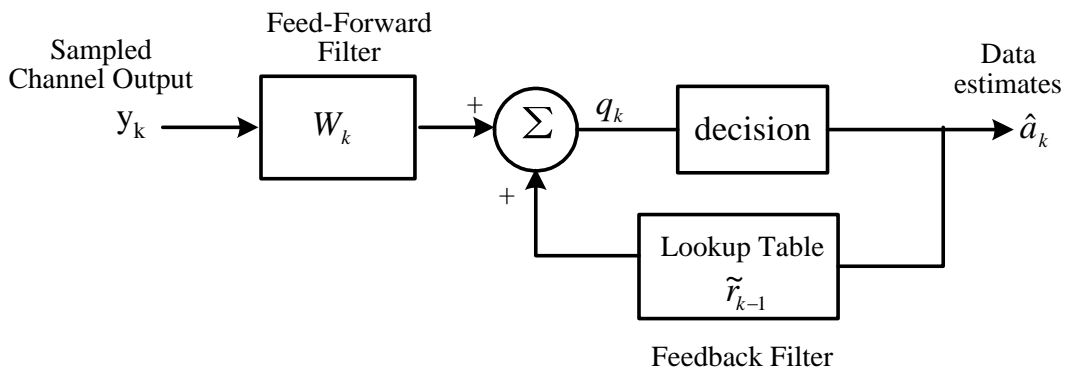 Feed-Forward
Filter
Sampled
Channel Output
Data
estimates
y_k
W_k
+
Σ
q_k
decision
â_k
+
Lookup Table
r̃_{k−1}
Feedback Filter